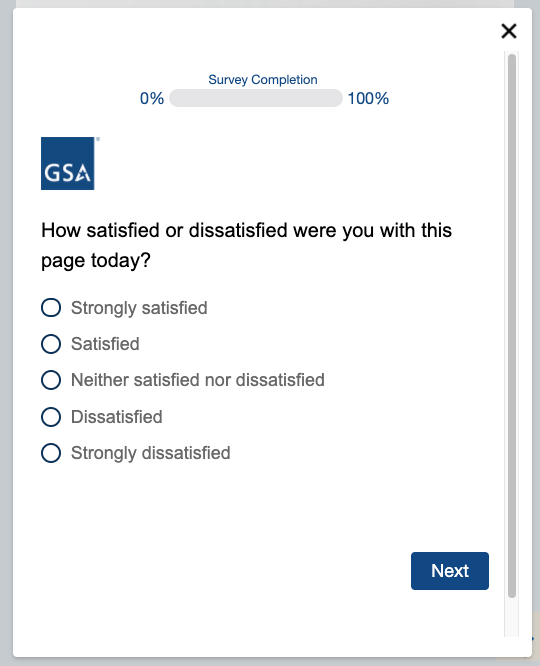 Survey Completion
0% 100%
GSA
How satisfied or dissatisfied were you with this
page today?
Strongly satisfied
Satisfied
Neither satisfied nor dissatisfied
Dissatisfied
Strongly dissatisfied
Next